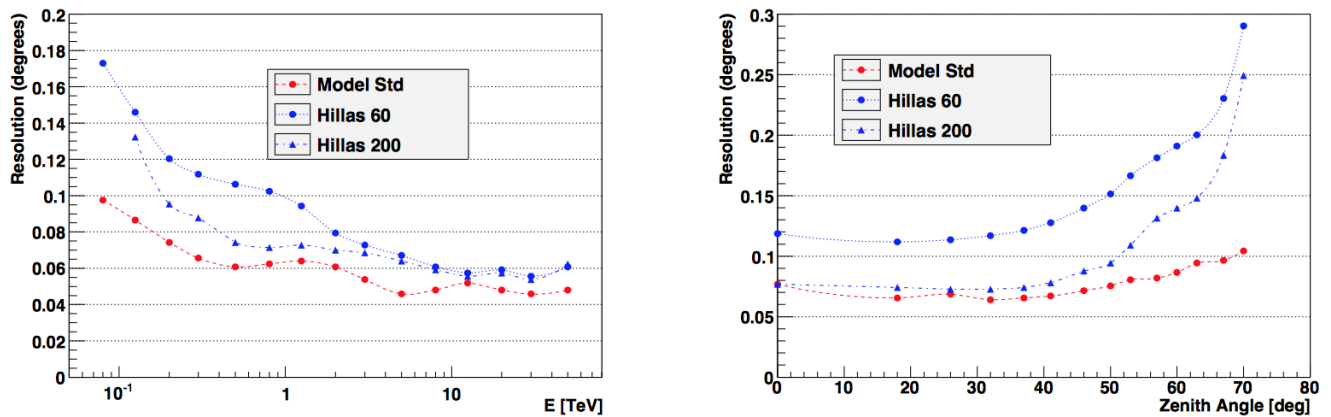 Resolution (degrees)
0.2
0.18
0.16
0.14
0.12
0.1
0.08
0.06
0.04
0.02
0
Model Std
Hillas 60
Hillas 200
10⁻¹ 1 10
E [TeV]
Resolution (degrees)
0.3
0.25
0.2
0.15
0.1
0.05
0
Model Std
Hillas 60
Hillas 200
0 10 20 30 40 50 60 70 80
Zenith Angle [deg]